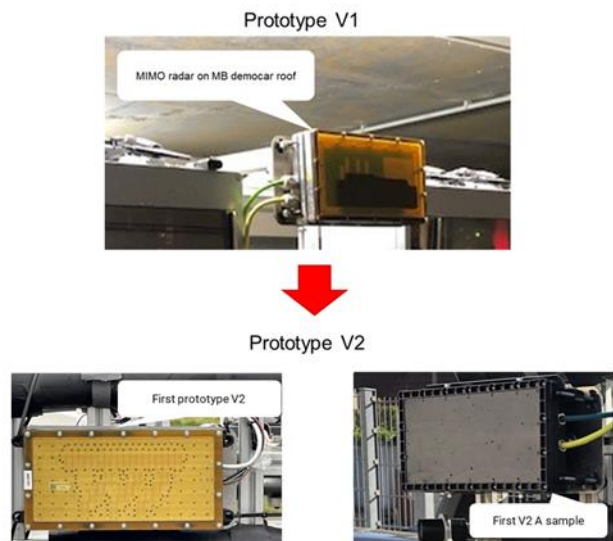 Prototype V1
MIMO radar on MB democar roof
Prototype V2
First prototype V2
First V2 A sample